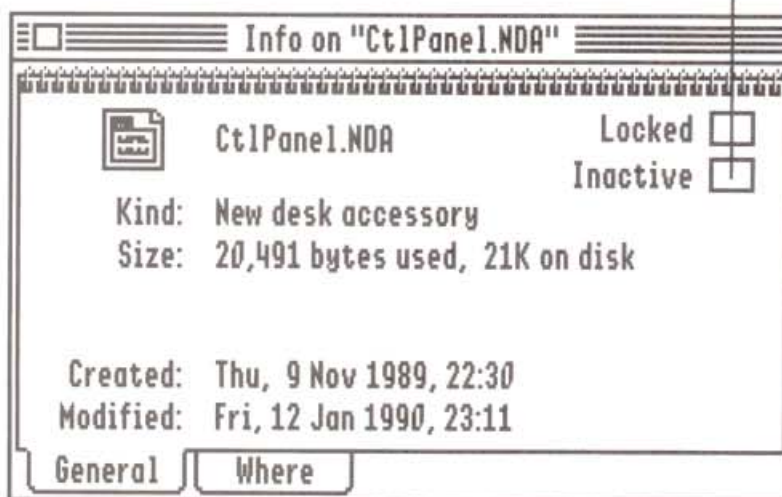 Info on "CtlPanel.NDA"
CtlPanel.NDA
Locked
Inactive
Kind: New desk accessory
Size: 20,491 bytes used, 21K on disk
Created: Thu, 9 Nov 1989, 22:30
Modified: Fri, 12 Jan 1990, 23:11
General
Where